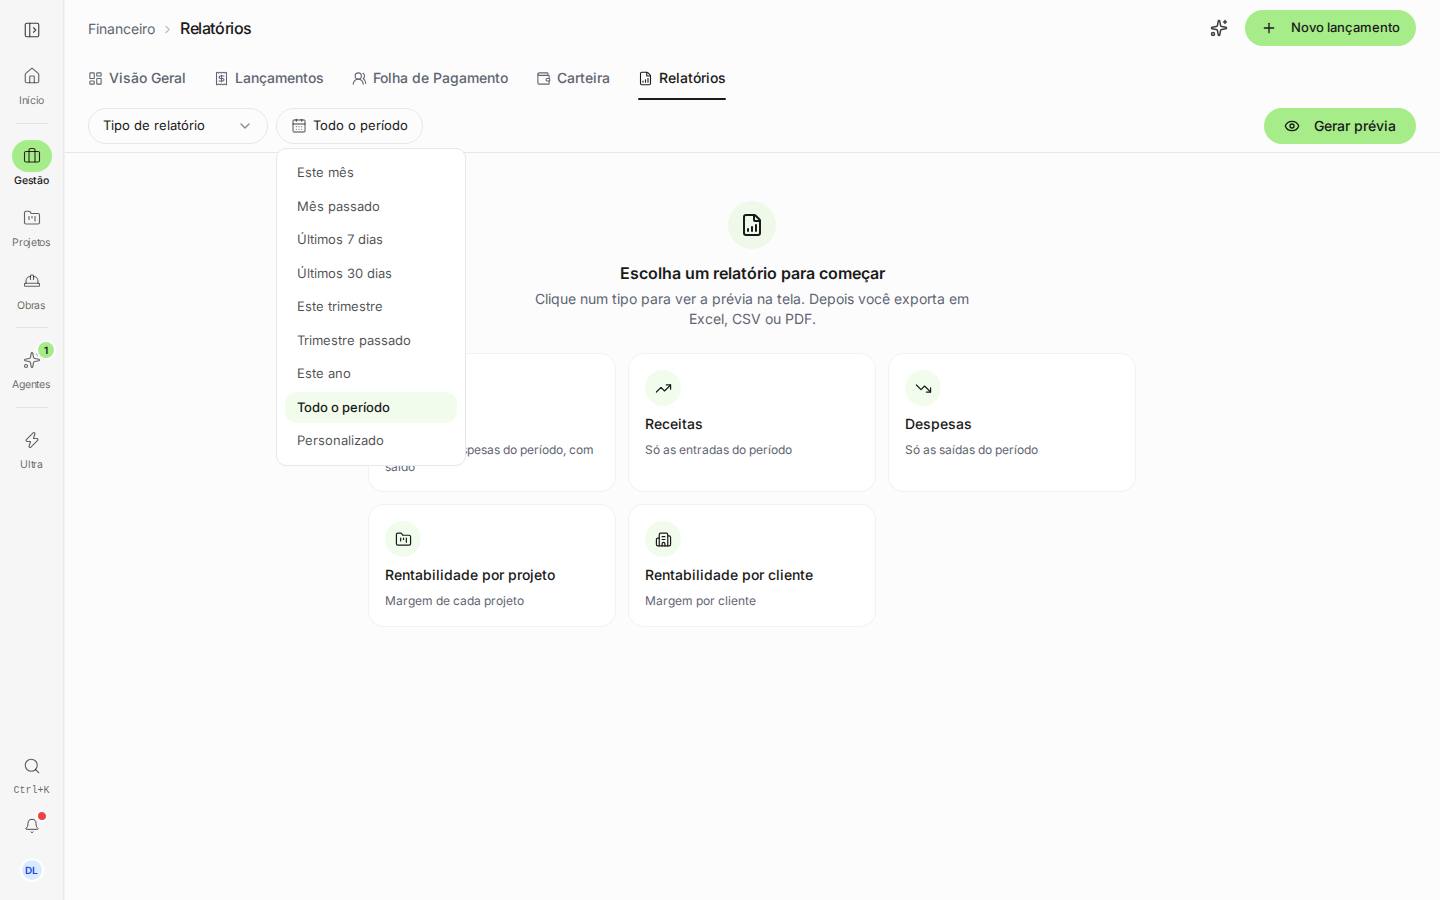 Financeiro > Relatórios
Novo lançamento
Início
Gestão
Projetos
Obras
1
Agentes
Ultra
Ctrl+K
DL
Visão Geral
Lançamentos
Folha de Pagamento
Carteira
Relatórios
Tipo de relatório
Todo o período
Gerar prévia
Este mês
Mês passado
Últimos 7 dias
Últimos 30 dias
Este trimestre
Trimestre passado
Este ano
Todo o período
Personalizado
Escolha um relatório para começar
Clique num tipo para ver a prévia na tela. Depois você exporta em
Excel, CSV ou PDF.
do período, com
saldo
Receitas
Só as entradas do período
Despesas
Só as saídas do período
Rentabilidade por projeto
Margem de cada projeto
Rentabilidade por cliente
Margem por cliente